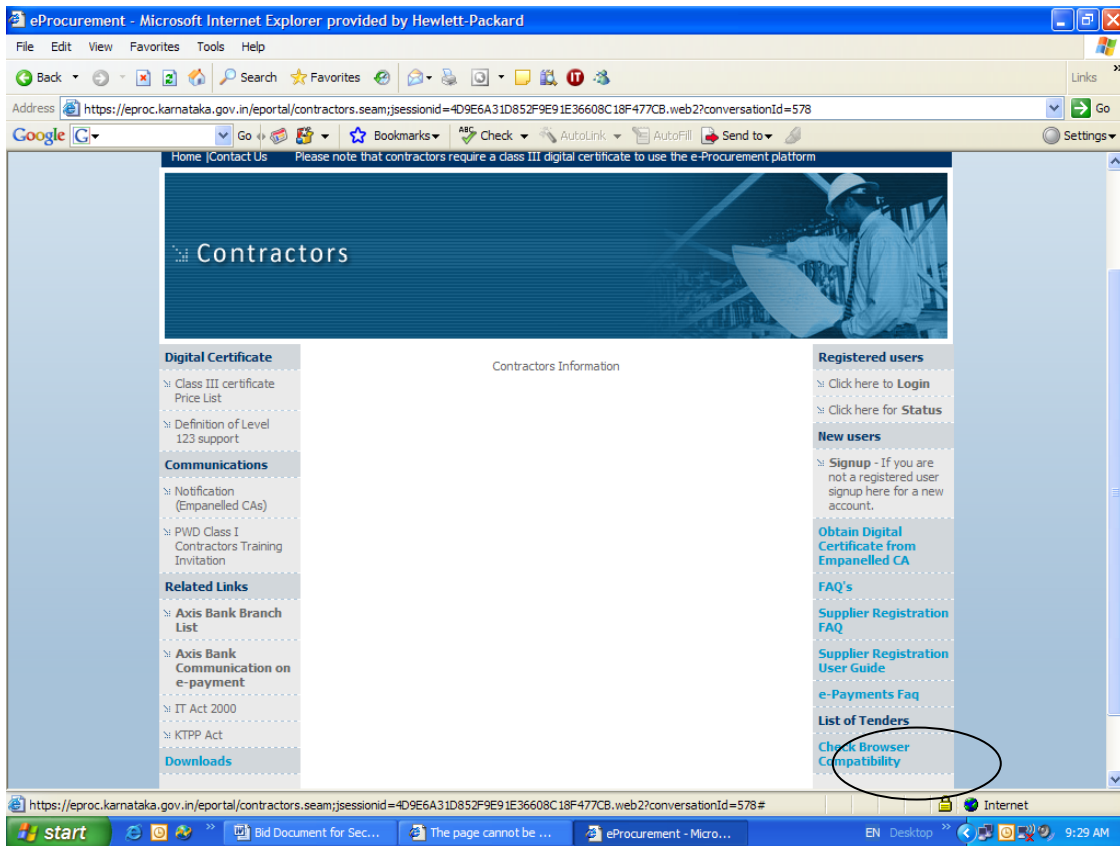 eProcurement - Microsoft Internet Explorer provided by Hewlett-Packard
File Edit View Favorites Tools Help
Back Search Favorites Links »
Address https://eproc.karnataka.gov.in/eportal/contractors.seam;jsessionid=4D9E6A31D852F9E91E36608C18F477CB.web2?conversationId=578 Go
Google G Go Bookmarks ABC Check AutoLink AutoFill Send to Settings
Home |Contact Us Please note that contractors require a class III digital certificate to use the e-Procurement platform
Contractors
Digital Certificate
Class III certificate
Price List
Definition of Level
123 support
Communications
Notification
(Empanelled CAs)
PWD Class I
Contractors Training
Invitation
Related Links
Axis Bank Branch
List
Axis Bank
Communication on
e-payment
IT Act 2000
KTPP Act
Downloads
Contractors Information
Registered users
Click here to Login
Click here for Status
New users
Signup - If you are
not a registered user
signup here for a new
account.
Obtain Digital
Certificate from
Empanelled CA
FAQ's
Supplier Registration
FAQ
Supplier Registration
User Guide
e-Payments Faq
List of Tenders
Check Browser
Compatibility
https://eproc.karnataka.gov.in/eportal/contractors.seam;jsessionid=4D9E6A31D852F9E91E36608C18F477CB.web2?conversationId=578# Internet
start » Bid Document for Sec... The page cannot be ... eProcurement - Micro... EN Desktop » 9:29 AM